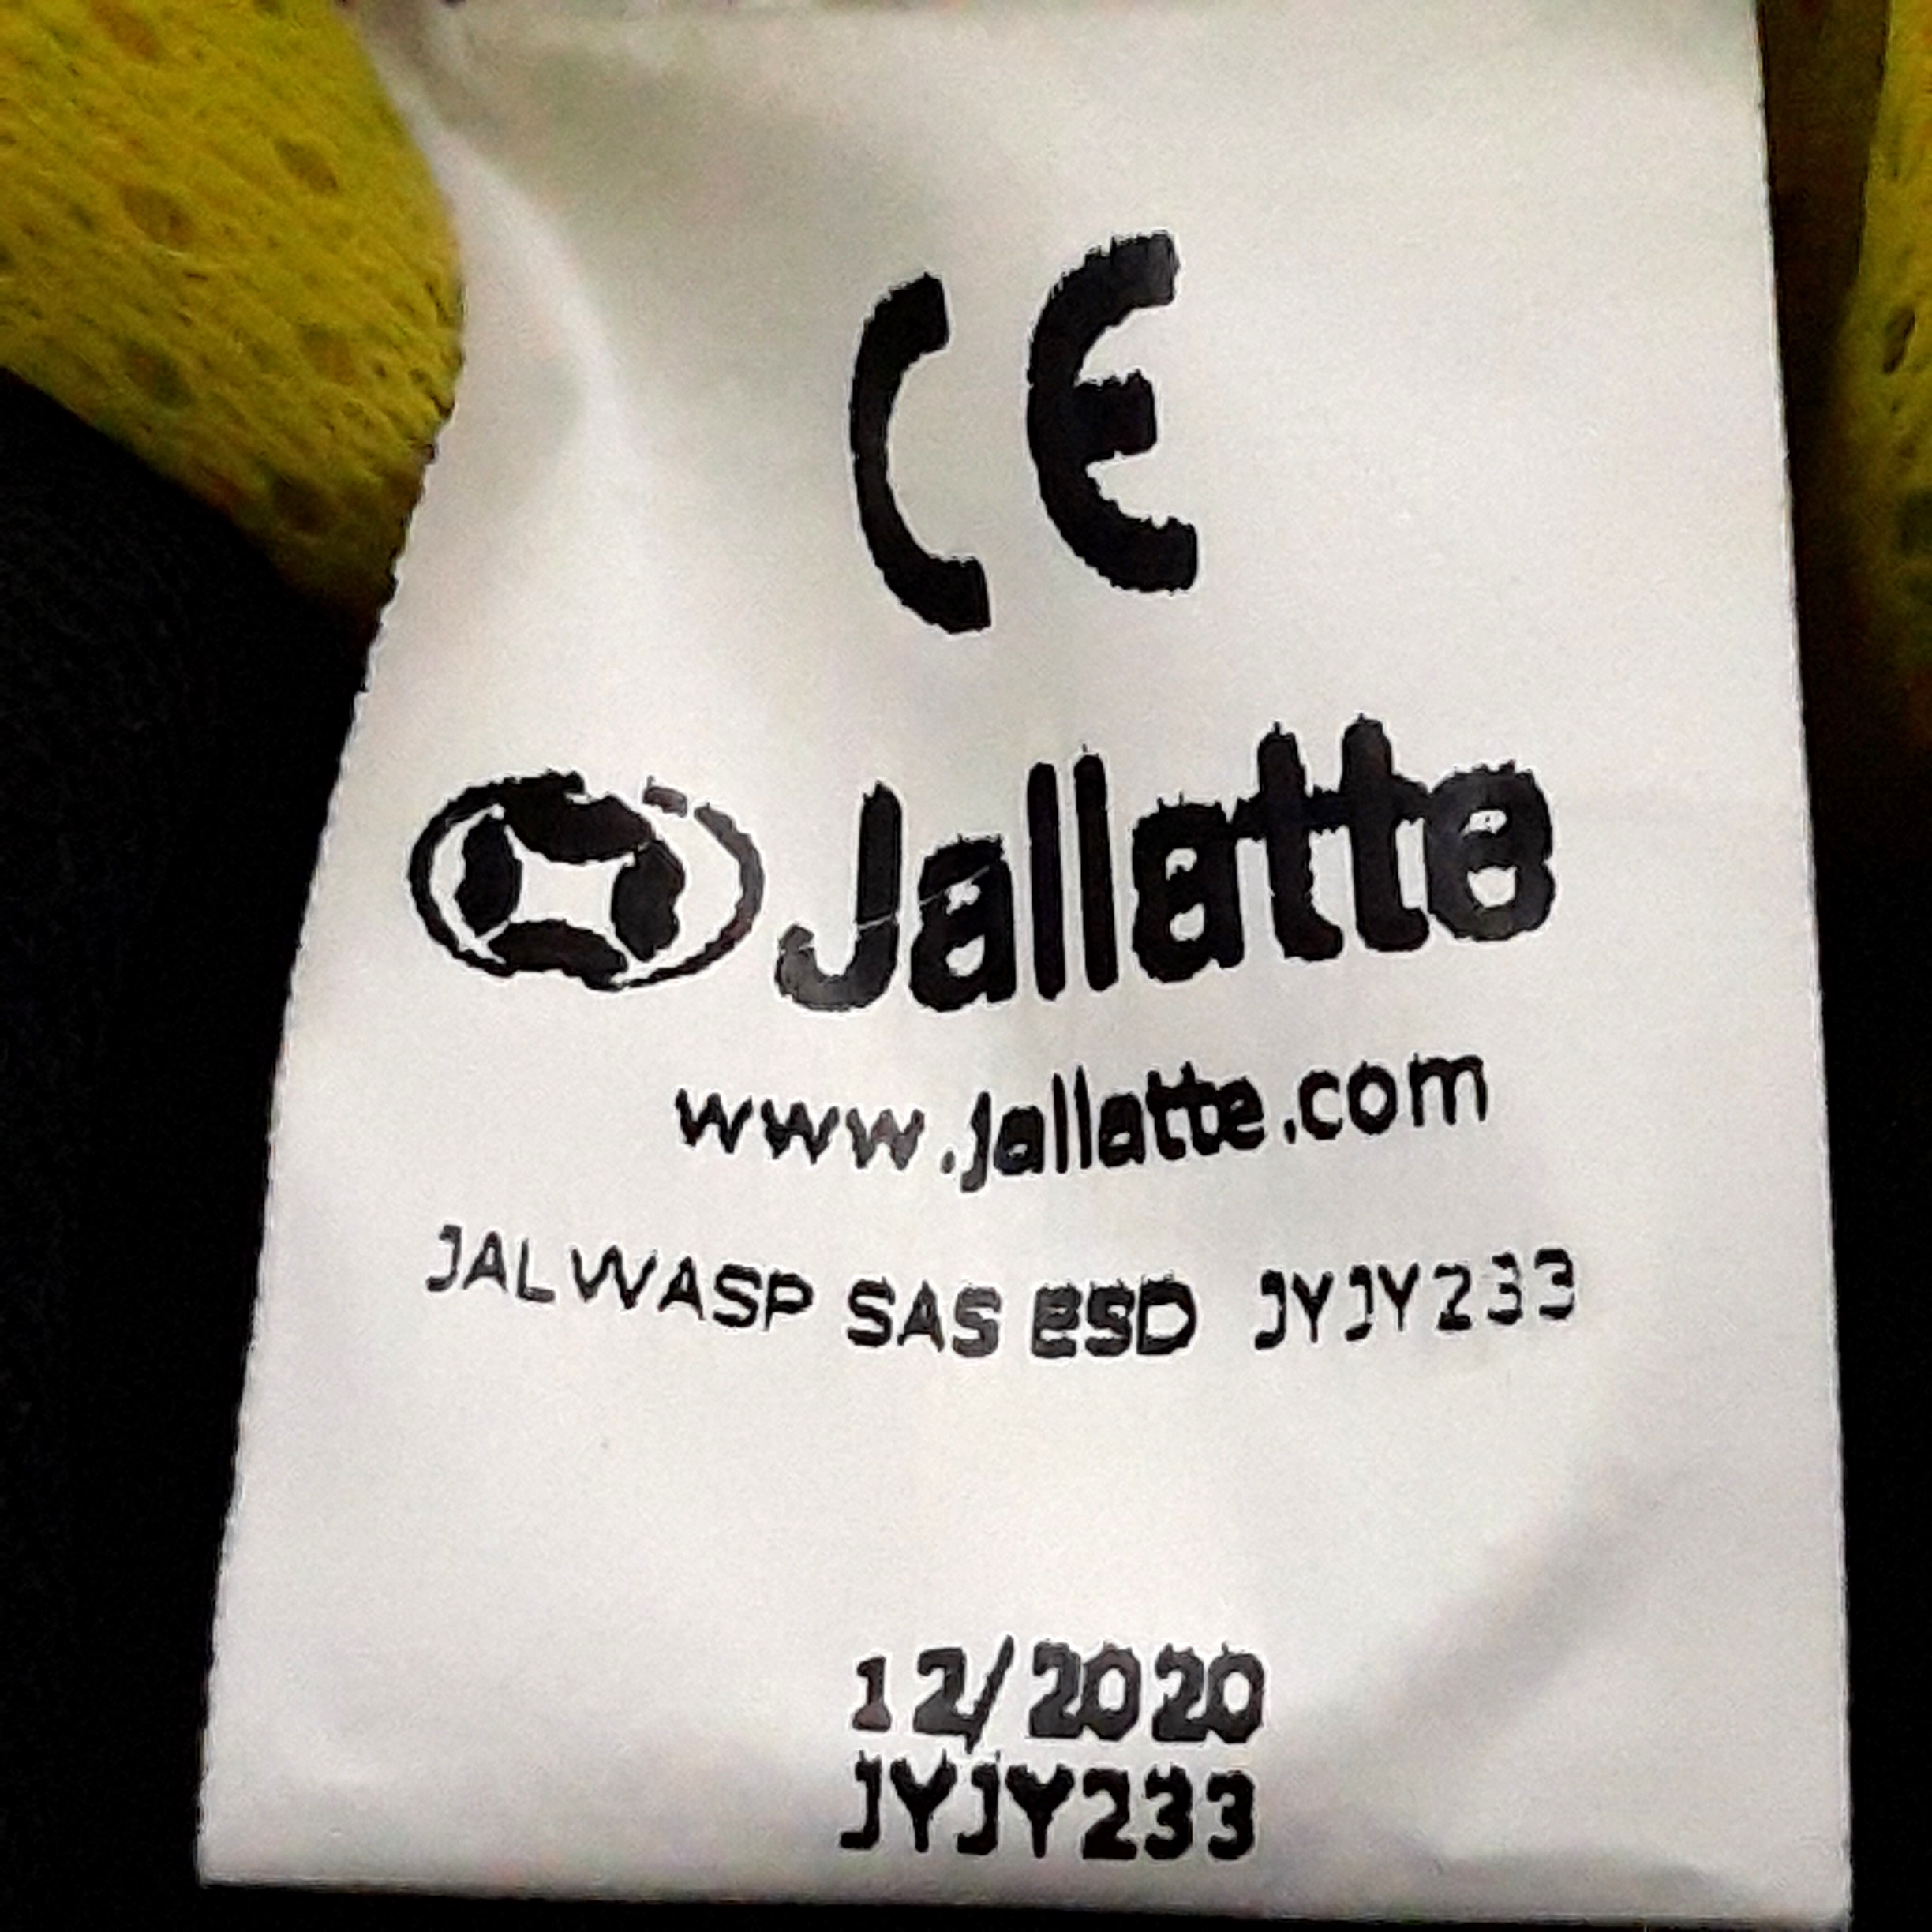 CE
Jallatte
www.jallatte.com
JALWASP SAS ESD JYJY233
12/2020
JYJY233